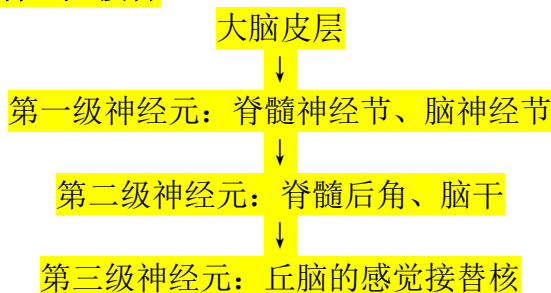 大脑皮层
↓
第一级神经元：脊髓神经节、脑神经节
↓
第二级神经元：脊髓后角、脑干
↓
第三级神经元：丘脑的感觉接替核